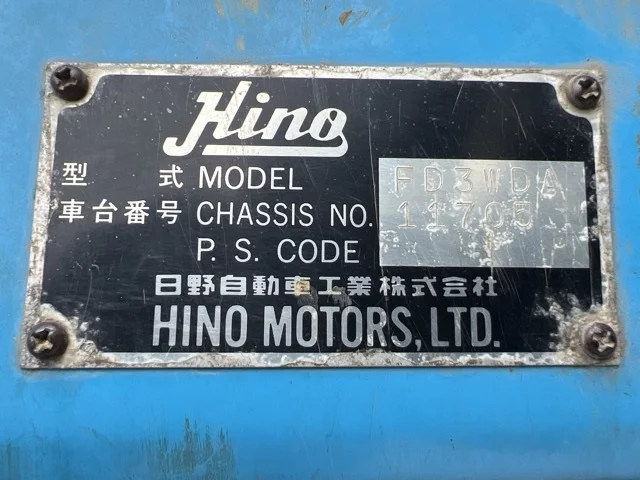 Hino
型 式 MODEL FD3WDA
車台番号 CHASSIS NO. 11705
P. S. CODE
日野自動車工業株式会社
HINO MOTORS, LTD.